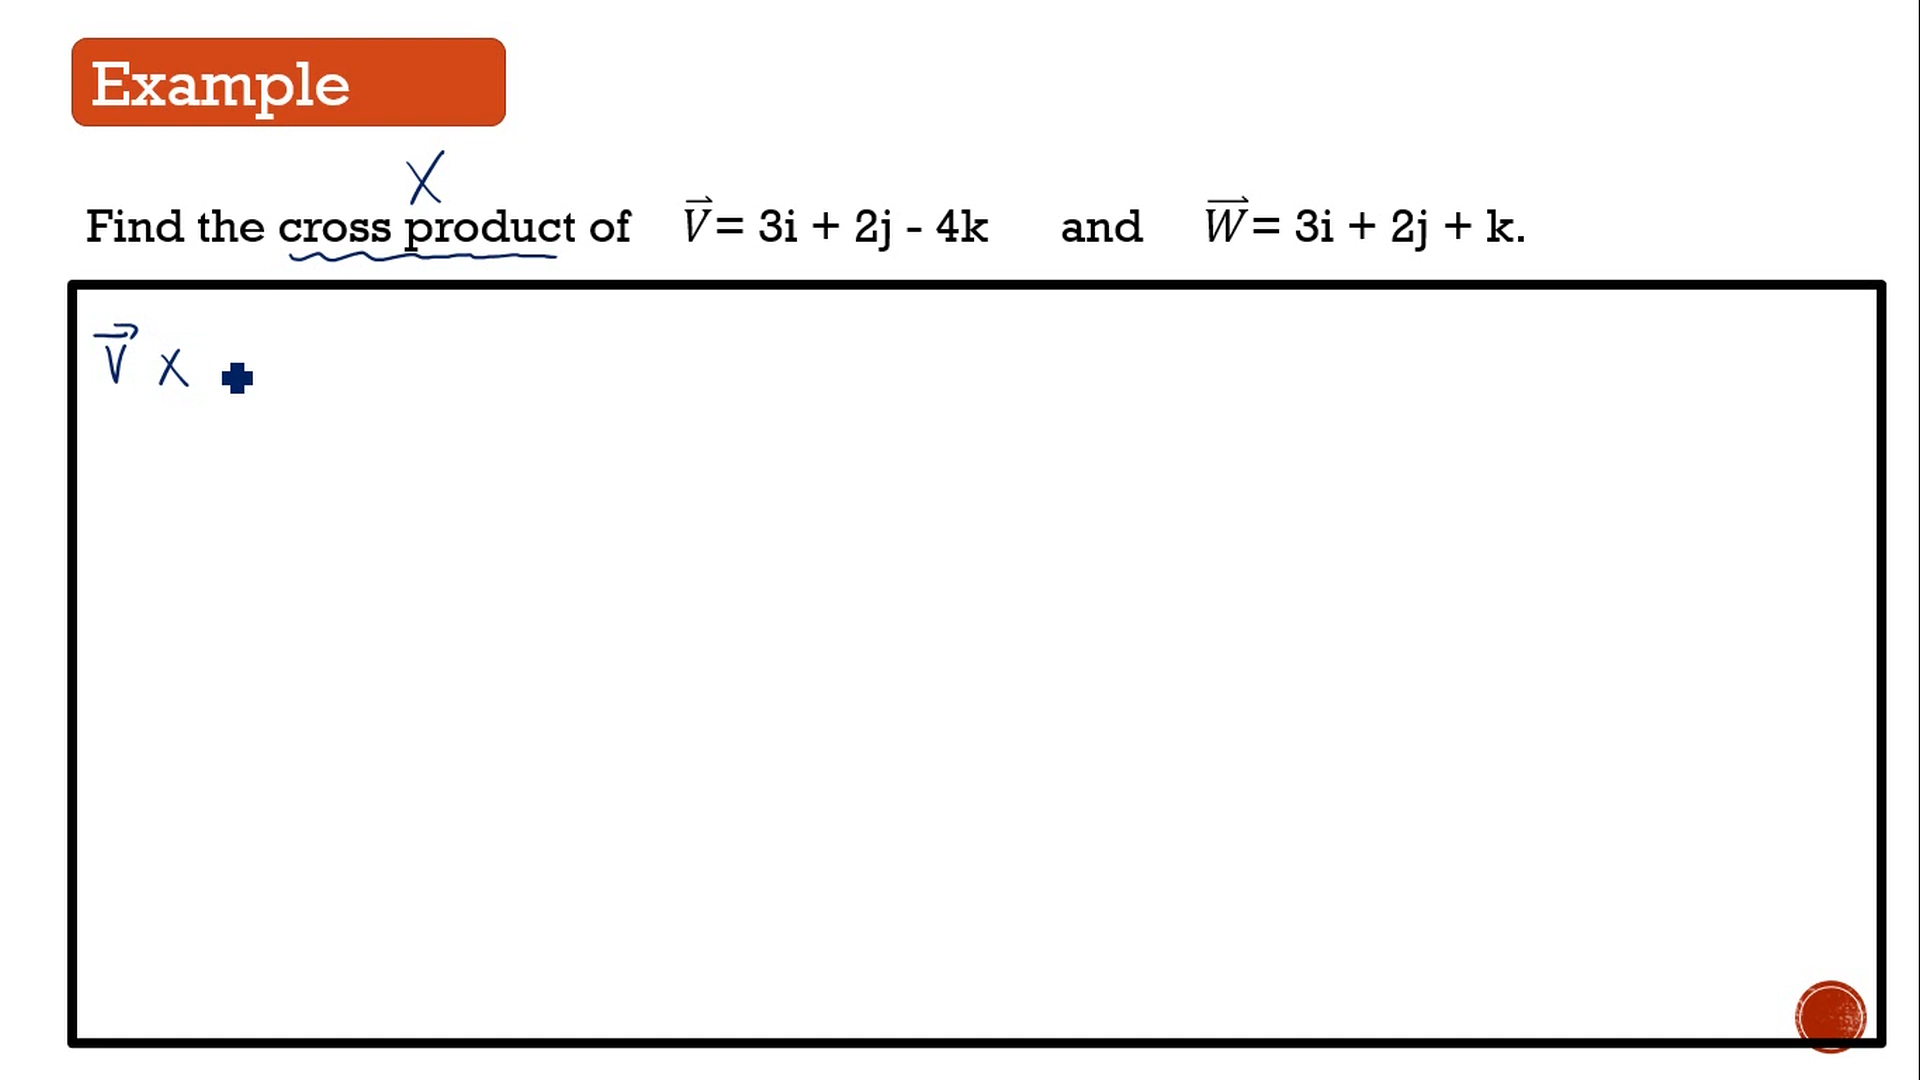 Example
X
Find the cross product of V⃗ = 3i + 2j - 4k and W⃗ = 3i + 2j + k.
V⃗ X